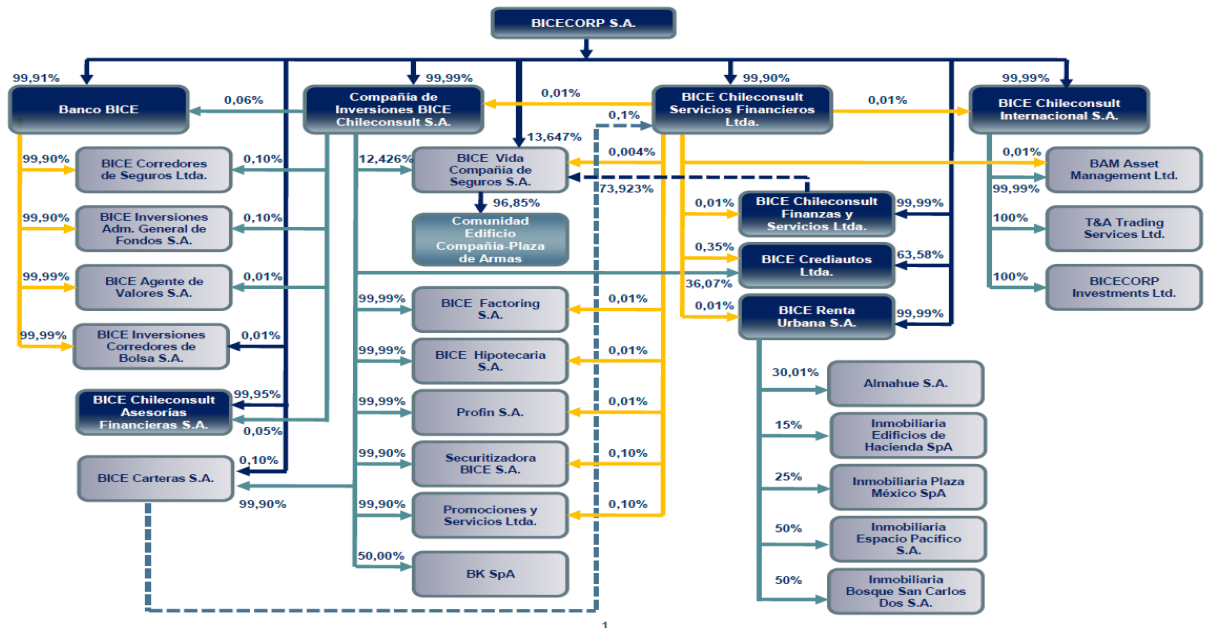 BICECORP S.A.
99,91%
99,99%
99,90%
99,99%
Banco BICE
0,06%
Compañía de
Inversiones BICE
Chileconsult S.A.
0,01%
BICE Chileconsult
Servicios Financieros
Ltda.
0,01%
BICE Chileconsult
Internacional S.A.
0,1%
13,647%
99,90%
BICE Corredores
de Seguros Ltda.
0,10%
12,426%
BICE Vida
Compañía de
Seguros S.A.
0,004%
73,923%
0,01%
99,99%
BAM Asset
Management Ltd.
96,85%
Comunidad
Edificio
Compañía-Plaza
de Armas
0,01%
BICE Chileconsult
Finanzas y
Servicios Ltda.
99,99%
99,90%
BICE Inversiones
Adm. General de
Fondos S.A.
0,10%
100%
T&A Trading
Services Ltd.
0,35%
BICE Crediautos
Ltda.
63,58%
36,07%
99,99%
BICE Agente de
Valores S.A.
0,01%
100%
BICECORP
Investments Ltd.
99,99%
BICE Factoring
S.A.
0,01%
0,01%
BICE Renta
Urbana S.A.
99,99%
99,99%
BICE Inversiones
Corredores de
Bolsa S.A.
0,01%
99,99%
BICE Hipotecaria
S.A.
0,01%
30,01%
Almahue S.A.
BICE Chileconsult
Asesorías
Financieras S.A.
99,95%
0,05%
99,99%
Profin S.A.
0,01%
15%
Inmobiliaria
Edificios de
Hacienda SpA
BICE Carteras S.A.
0,10%
99,90%
99,90%
Securitizadora
BICE S.A.
0,10%
25%
Inmobiliaria Plaza
México SpA
99,90%
Promociones y
Servicios Ltda.
0,10%
50%
Inmobiliaria
Espacio Pacífico
S.A.
50,00%
BK SpA
50%
Inmobiliaria
Bosque San Carlos
Dos S.A.
1